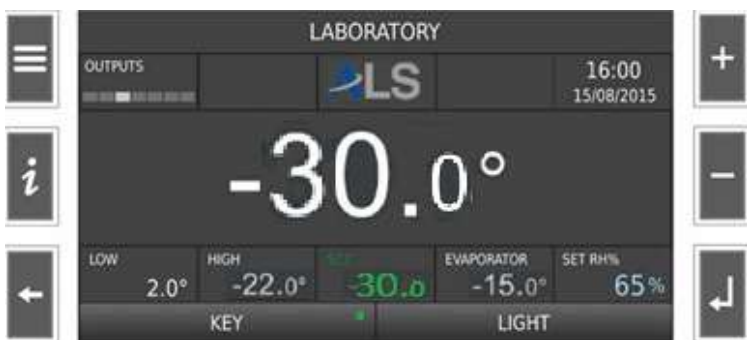 LABORATORY
OUTPUTS
LS
16:00
15/08/2015
i
-30.0°
LOW
HIGH
SET
EVAPORATOR
SET RH%
2.0°
-22.0°
-30.0
-15.0°
65%
KEY
LIGHT